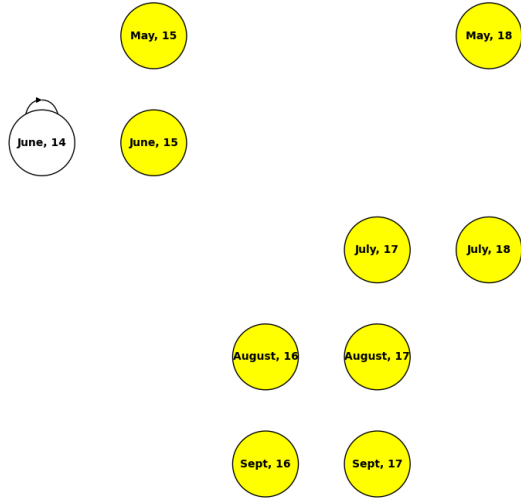 May, 15
May, 18
June, 14
June, 15
July, 17
July, 18
August, 16
August, 17
Sept, 16
Sept, 17